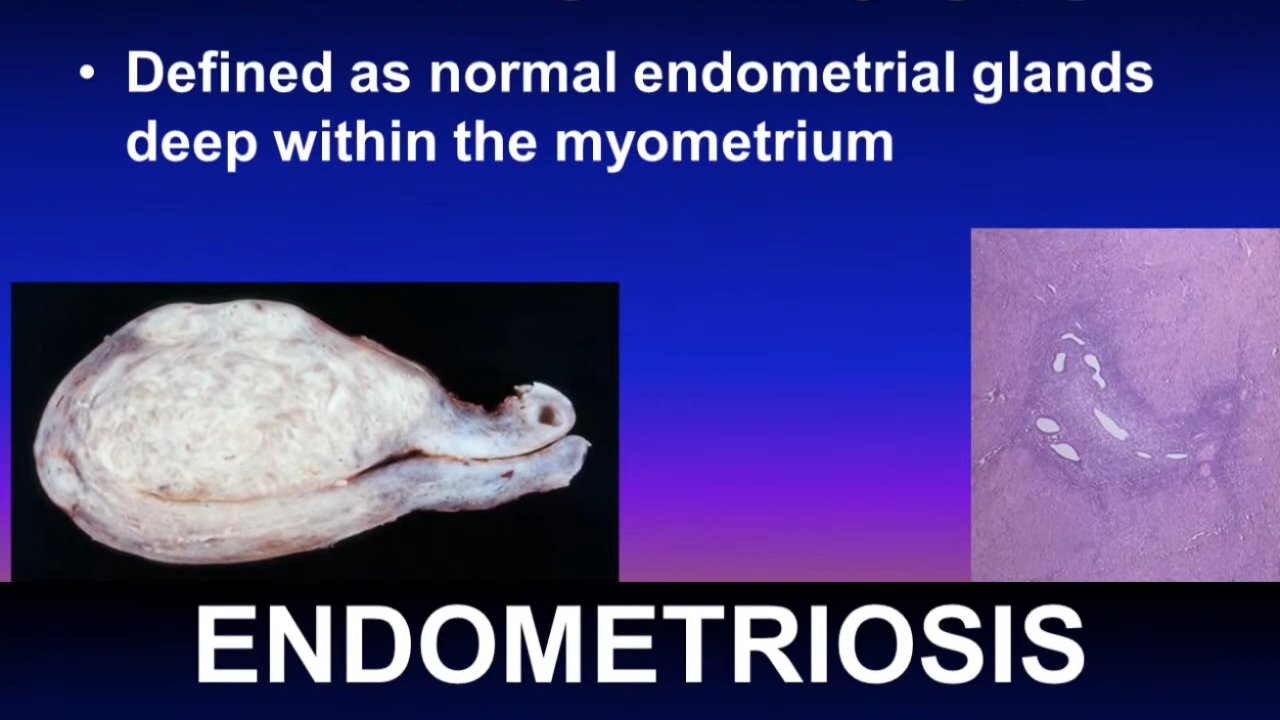 • Defined as normal endometrial glands
deep within the myometrium
ENDOMETRIOSIS